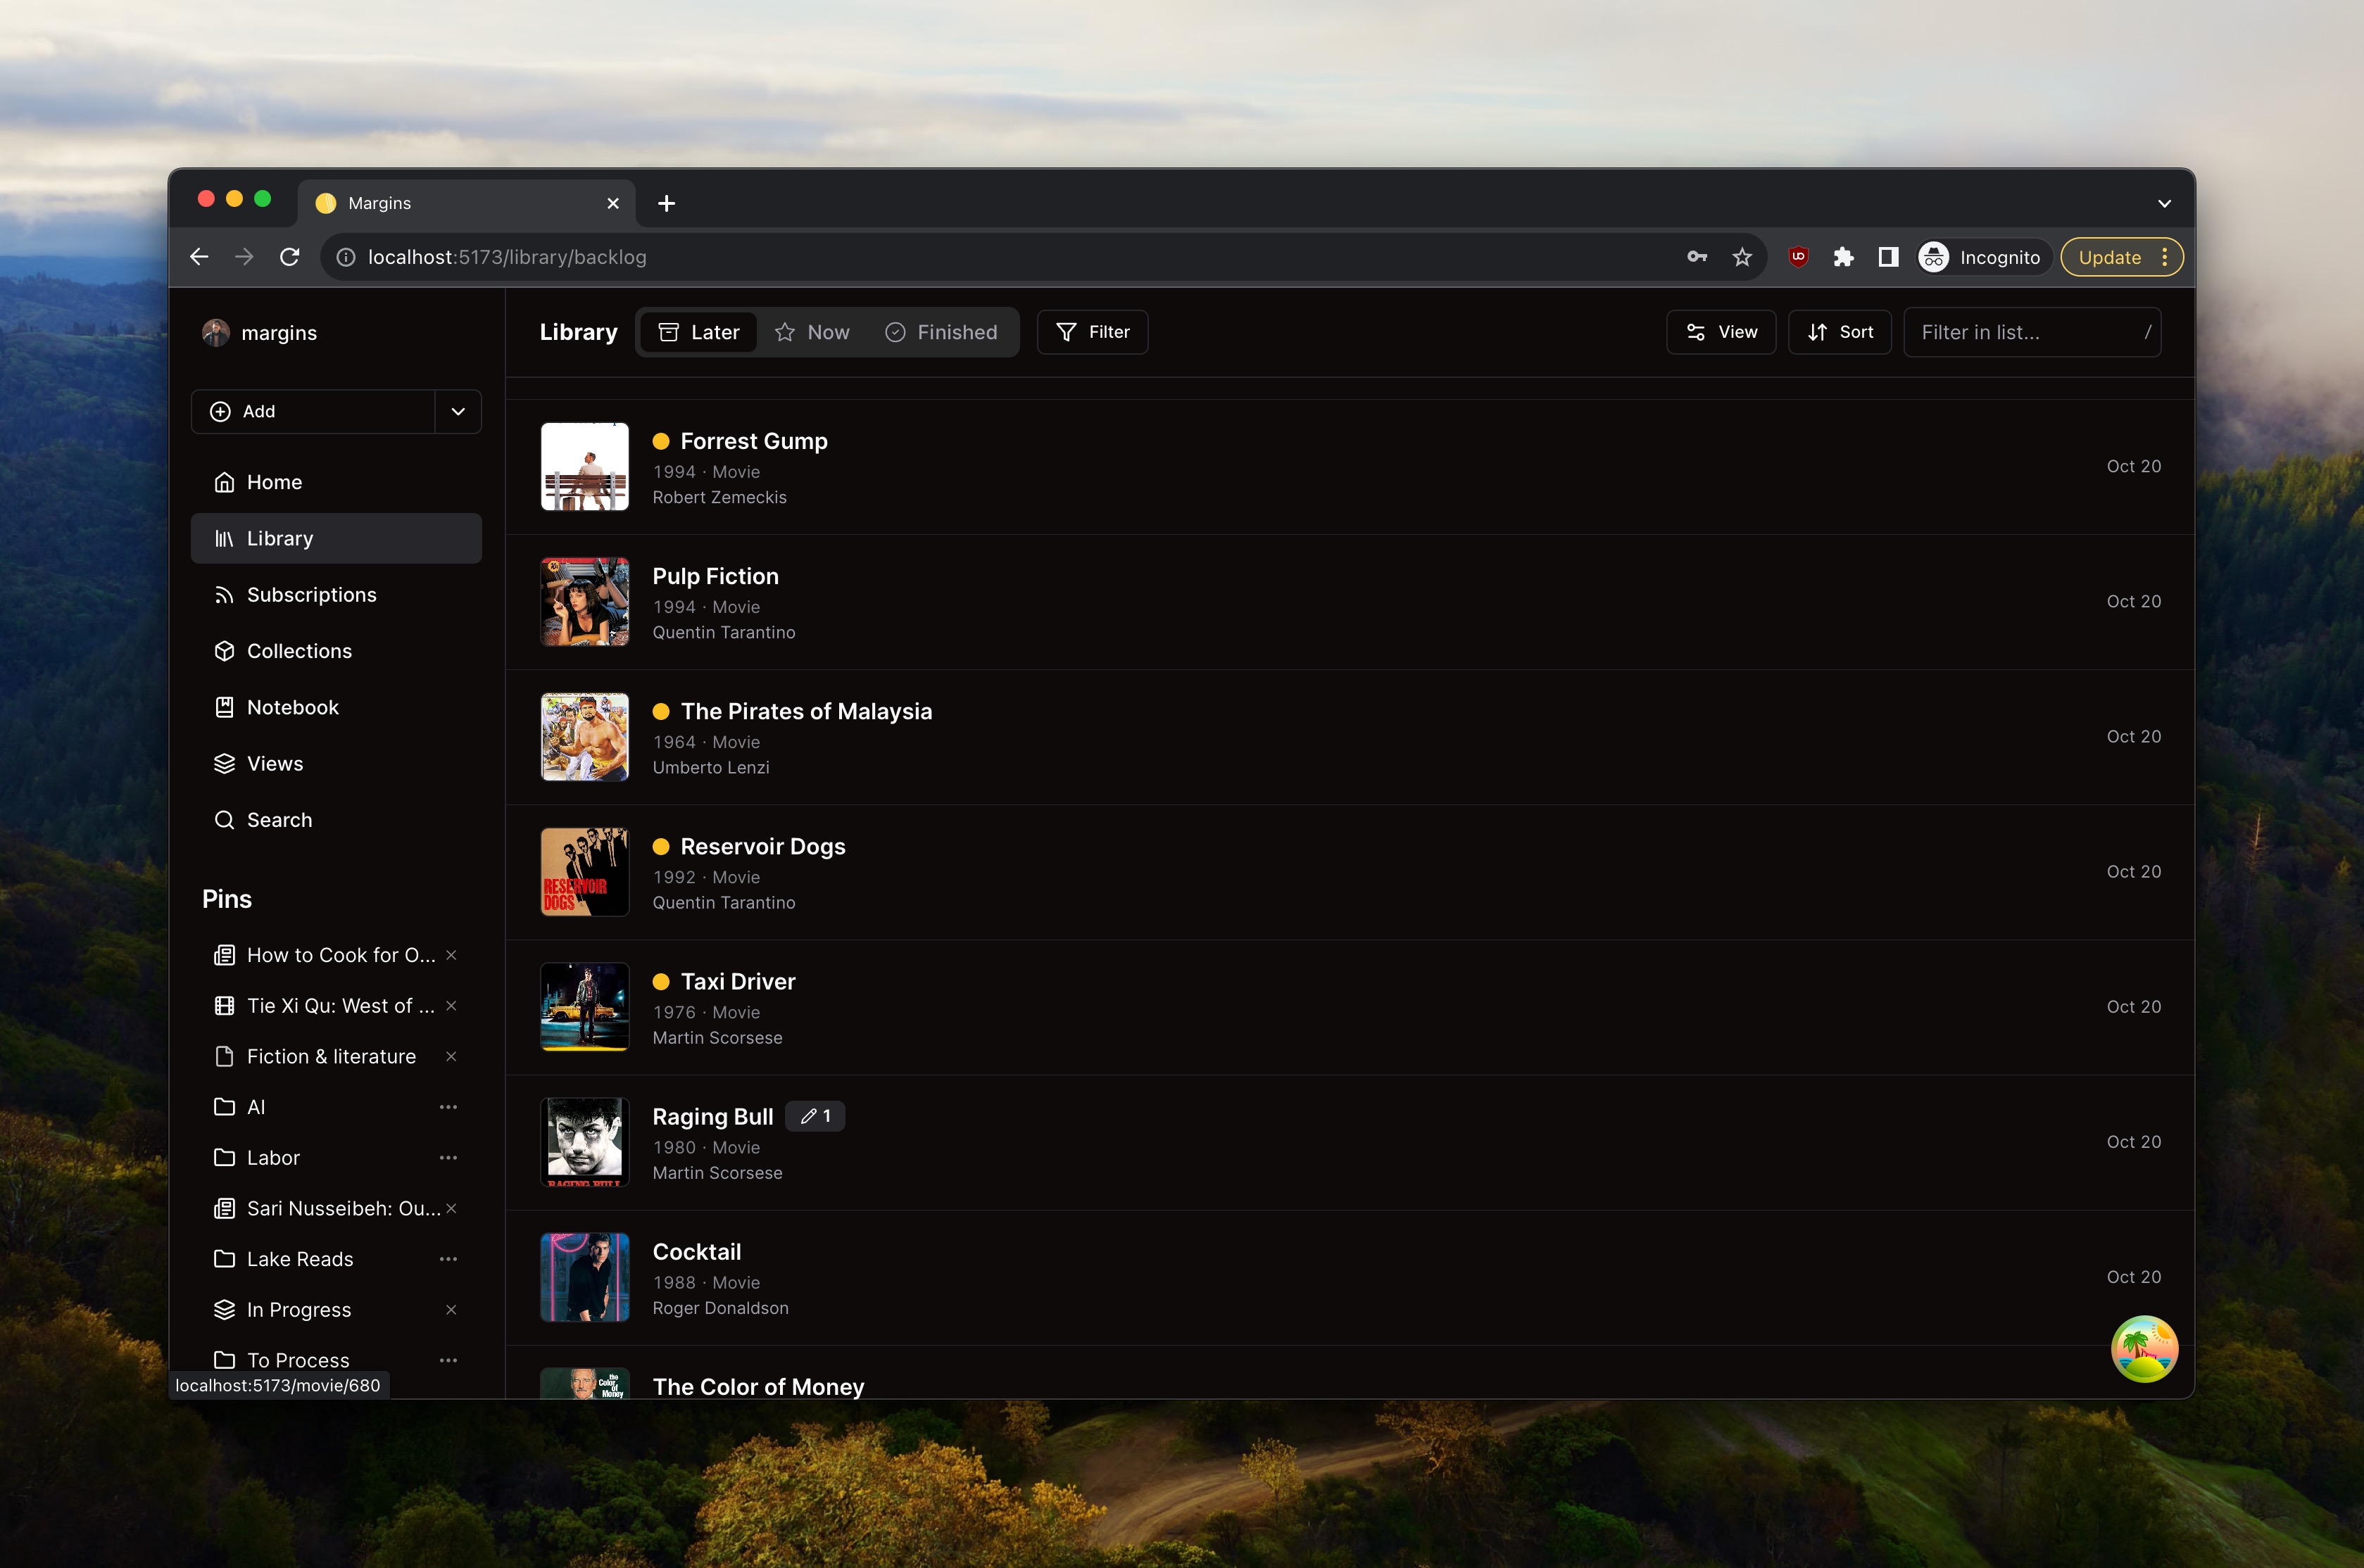 Margins
localhost:5173/library/backlog
Incognito
Update
margins
Add
Home
Library
Subscriptions
Collections
Notebook
Views
Search
Pins
How to Cook for O...
Tie Xi Qu: West of ...
Fiction & literature
AI
Labor
Sari Nusseibeh: Ou...
Lake Reads
In Progress
To Process
localhost:5173/movie/680
Library
Later
Now
Finished
Filter
View
Sort
Filter in list...
/
Forrest Gump
1994 · Movie
Robert Zemeckis
Oct 20
Pulp Fiction
1994 · Movie
Quentin Tarantino
Oct 20
The Pirates of Malaysia
1964 · Movie
Umberto Lenzi
Oct 20
RESERVOIR
DOGS
Reservoir Dogs
1992 · Movie
Quentin Tarantino
Oct 20
Taxi Driver
1976 · Movie
Martin Scorsese
Oct 20
RAGING BULL
Raging Bull
1
1980 · Movie
Martin Scorsese
Oct 20
Cocktail
1988 · Movie
Roger Donaldson
Oct 20
the
Color of
Money
The Color of Money